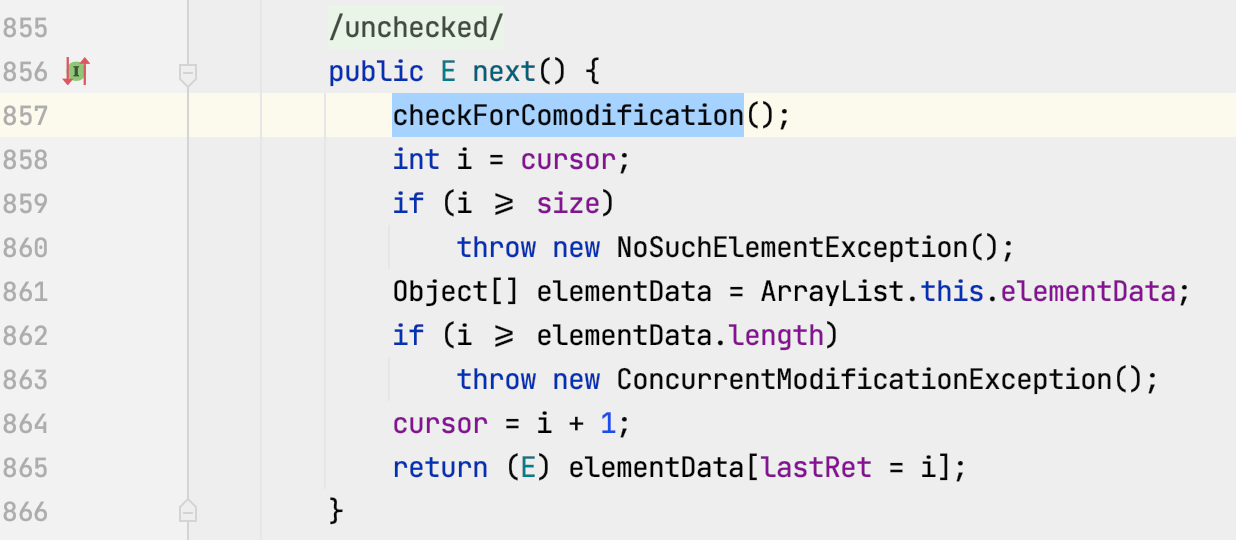 855 /unchecked/
856 I public E next() {
857 checkForComodification();
858 int i = cursor;
859 if (i ⩾ size)
860 throw new NoSuchElementException();
861 Object[] elementData = ArrayList.this.elementData;
862 if (i ⩾ elementData.length)
863 throw new ConcurrentModificationException();
864 cursor = i + 1;
865 return (E) elementData[lastRet = i];
866 }